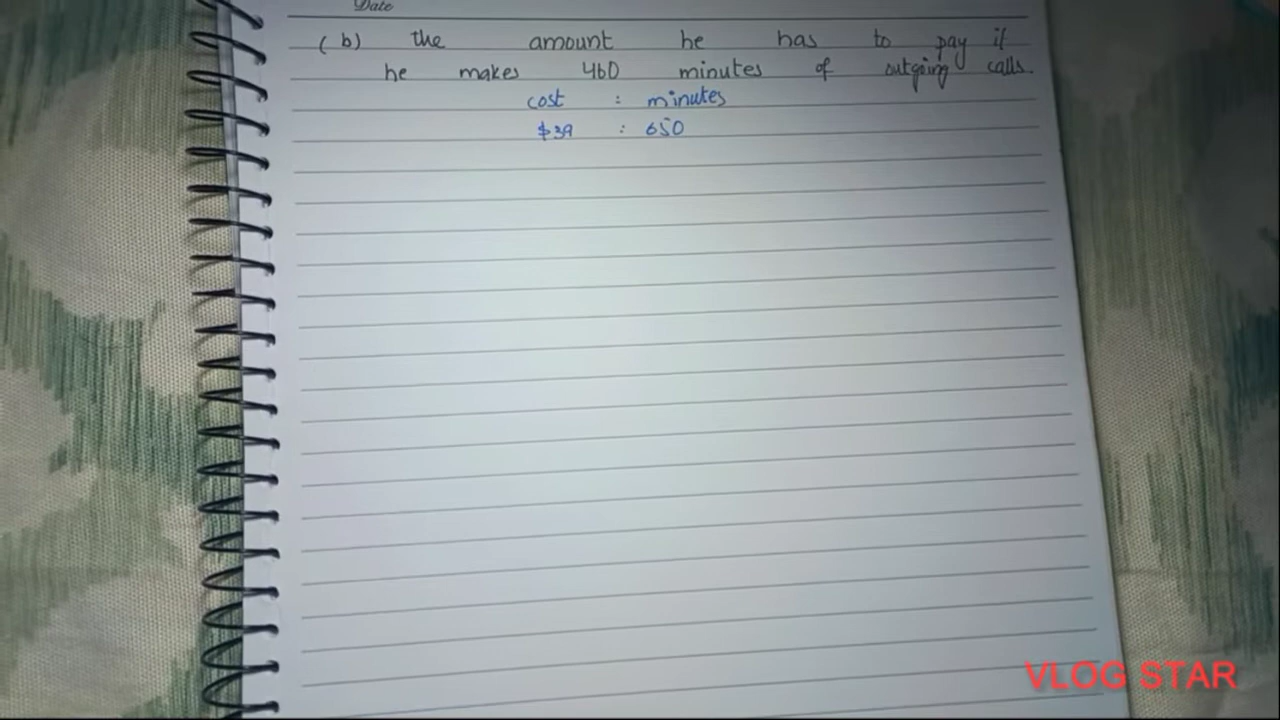 Date
(b) the amount he has to pay if
he makes 460 minutes of outgoing calls.
cost : minutes
$39 : 650
VLOG STAR